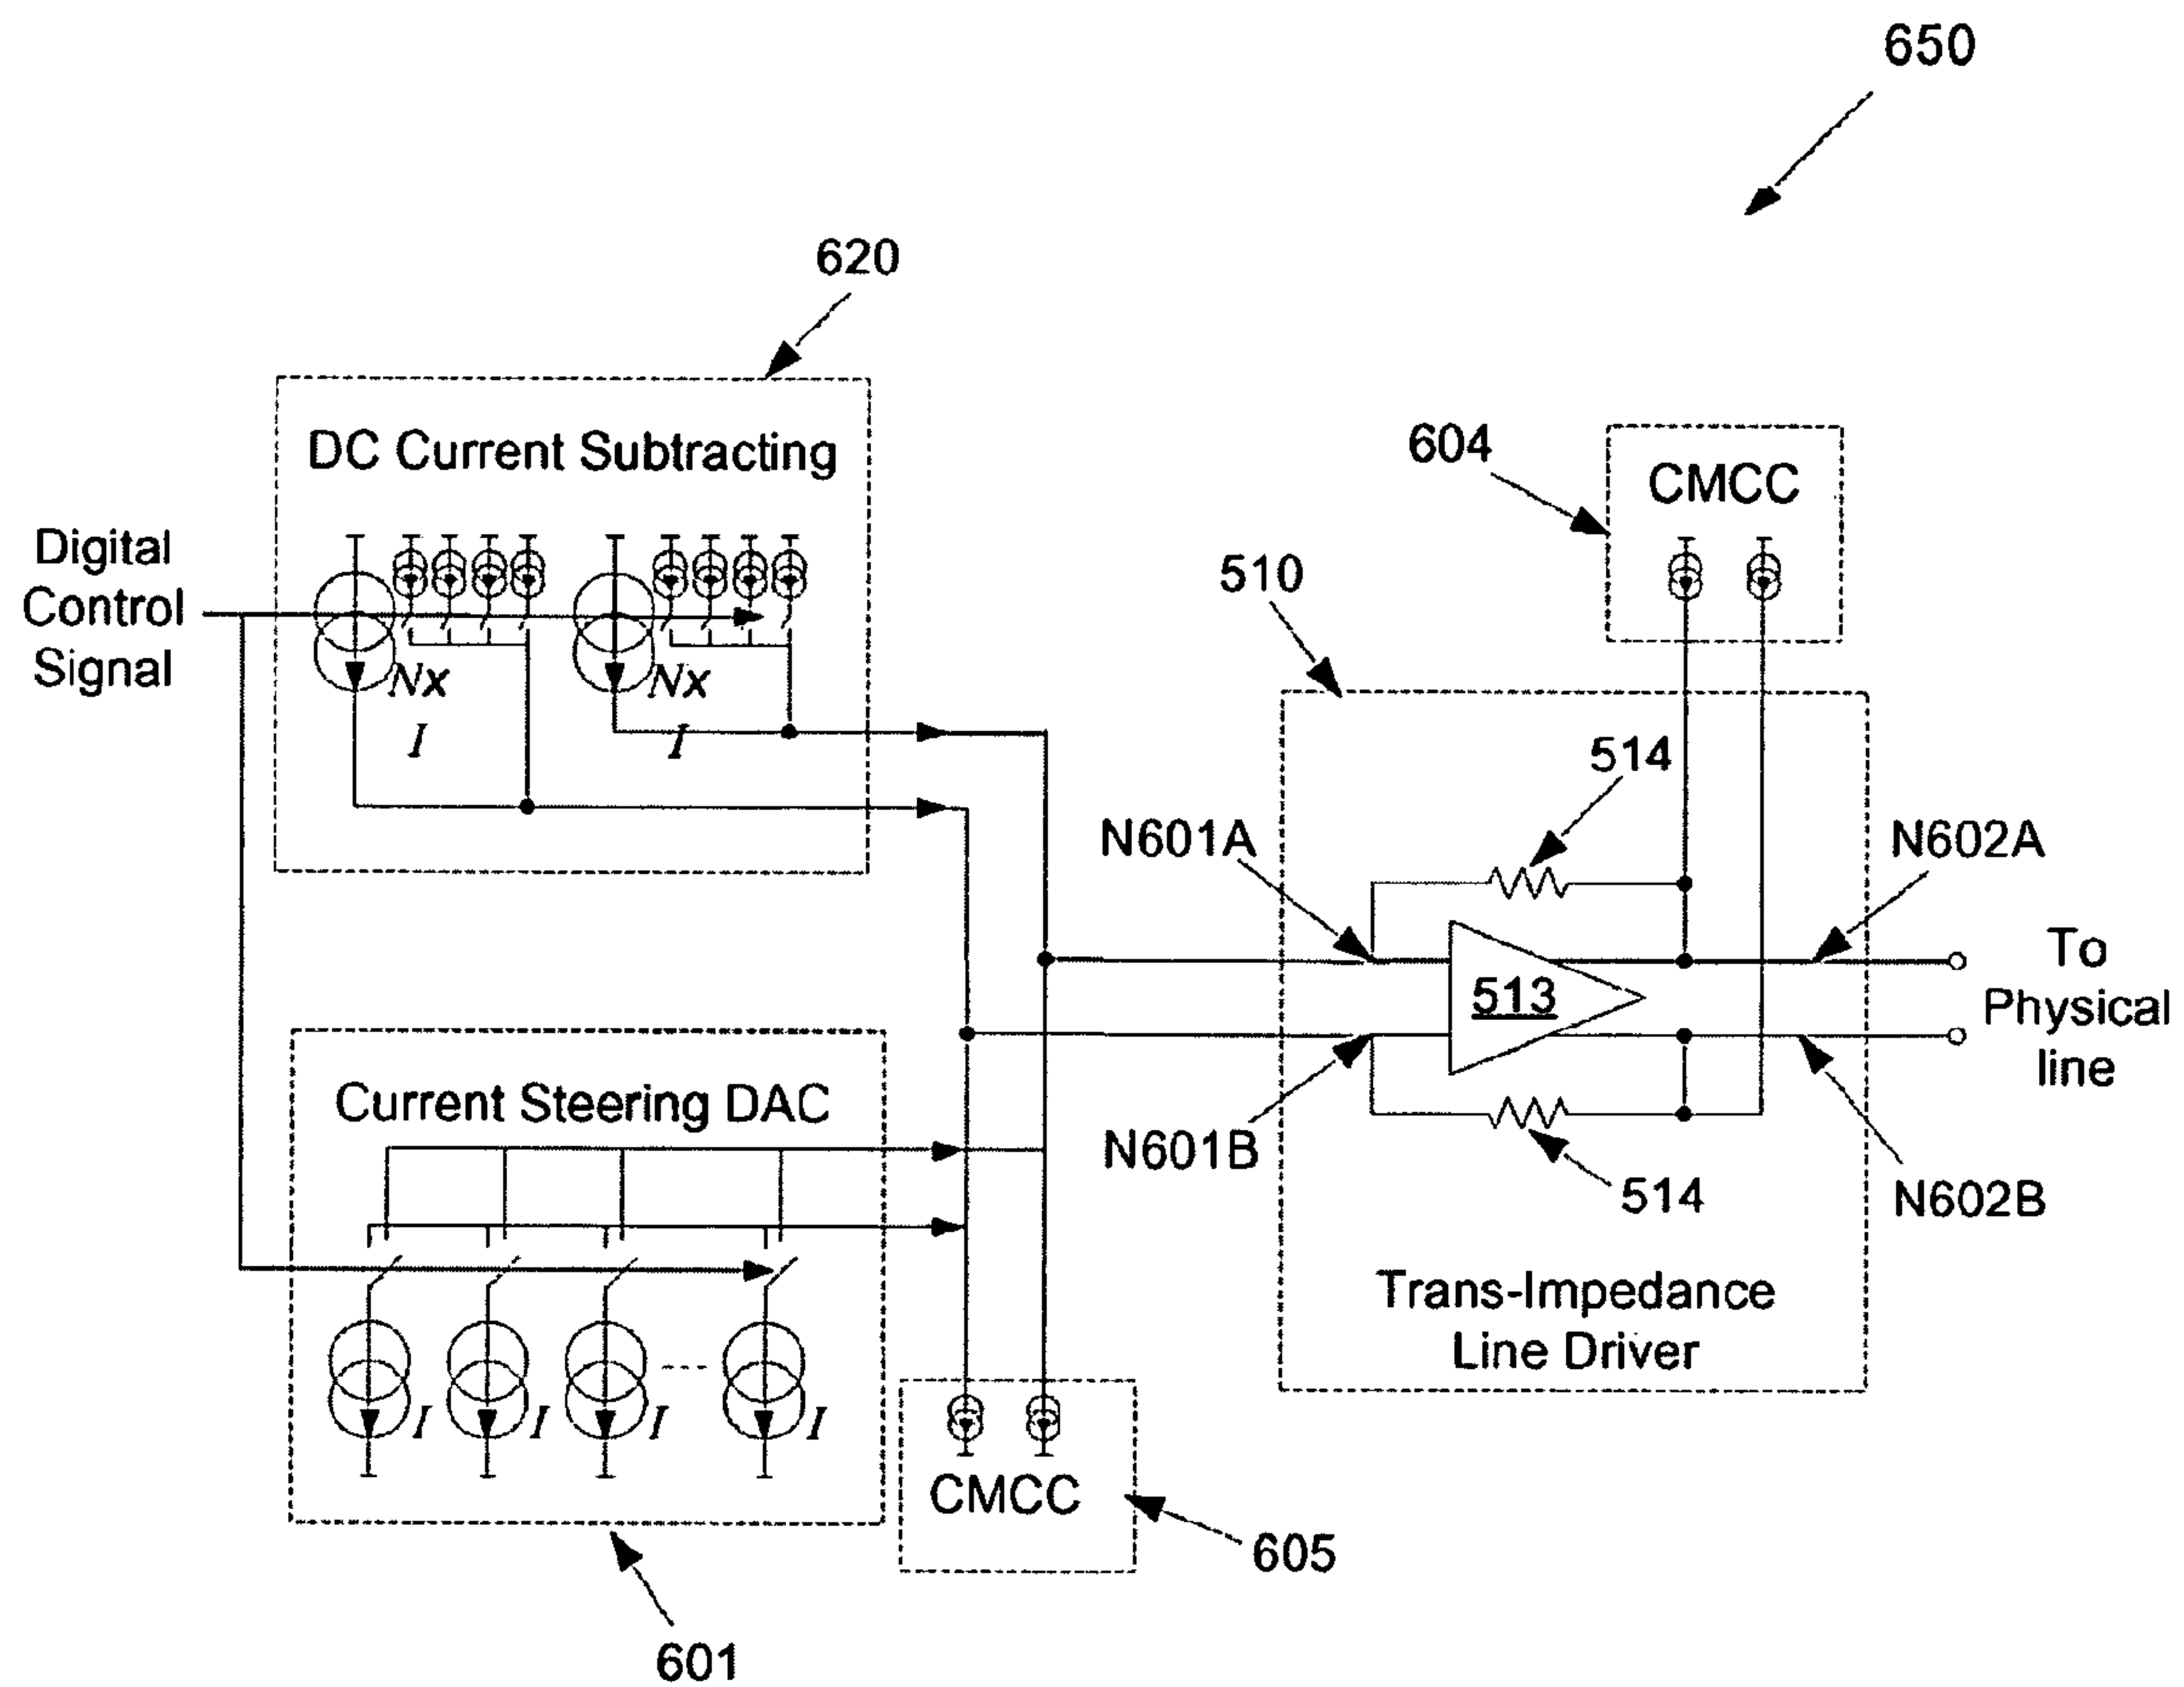 650
620
DC Current Subtracting
604
CMCC
Digital
Control
Signal
510
Nx
Nx
I
I
514
N601A
N602A
To
Physical
line
513
Current Steering DAC
N601B
514
N602B
Trans-Impedance
Line Driver
I
I
I
I
CMCC
605
601